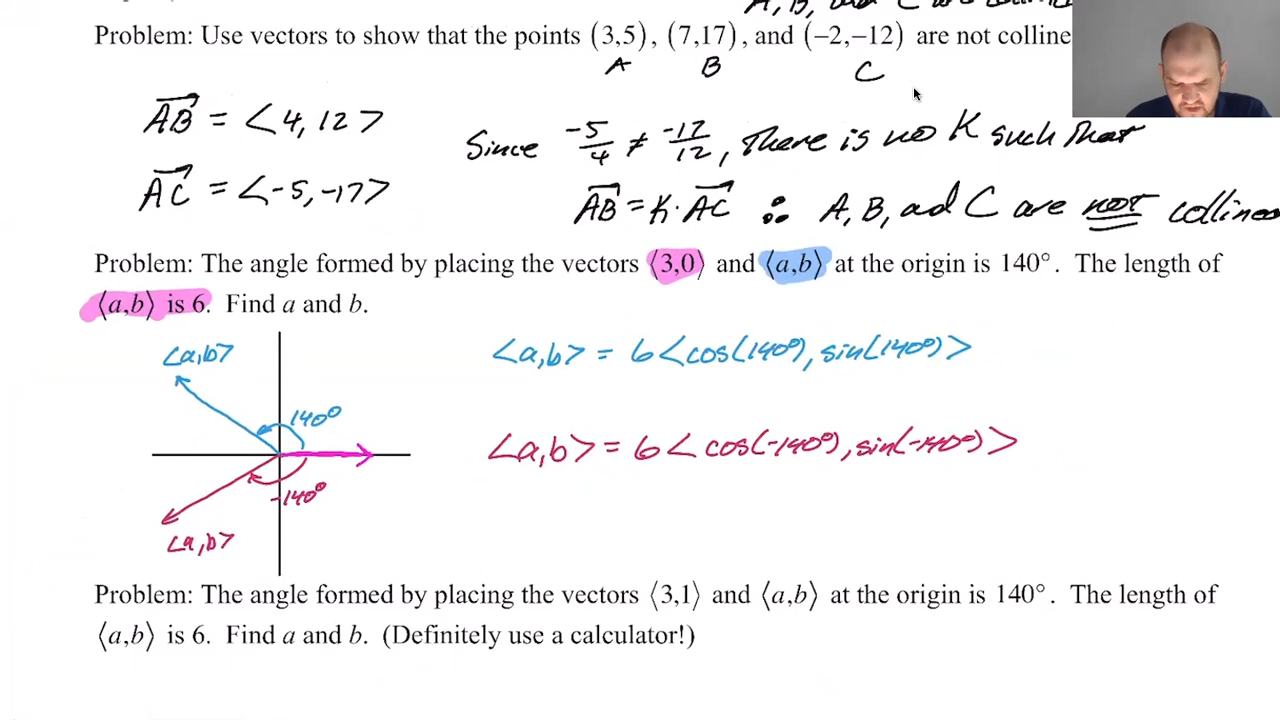 A, B, and C are colline
Problem: Use vectors to show that the points (3,5), (7,17), and (−2,−12) are not colline
A B C
AB = <4,12>
Since -5/4 ≠ -17/12, there is no K such that
AC = <-5,-17>
AB = K·AC ∴ A, B, ad C are not collinea
Problem: The angle formed by placing the vectors ⟨3,0⟩ and ⟨a,b⟩ at the origin is 140°. The length of
⟨a,b⟩ is 6. Find a and b.
<a,b>
<a,b> = 6<cos(140°), sin(140°)>
140°
<a,b> = 6<cos(-140°), sin(-140°)>
-140°
<a,b>
Problem: The angle formed by placing the vectors ⟨3,1⟩ and ⟨a,b⟩ at the origin is 140°. The length of
⟨a,b⟩ is 6. Find a and b. (Definitely use a calculator!)